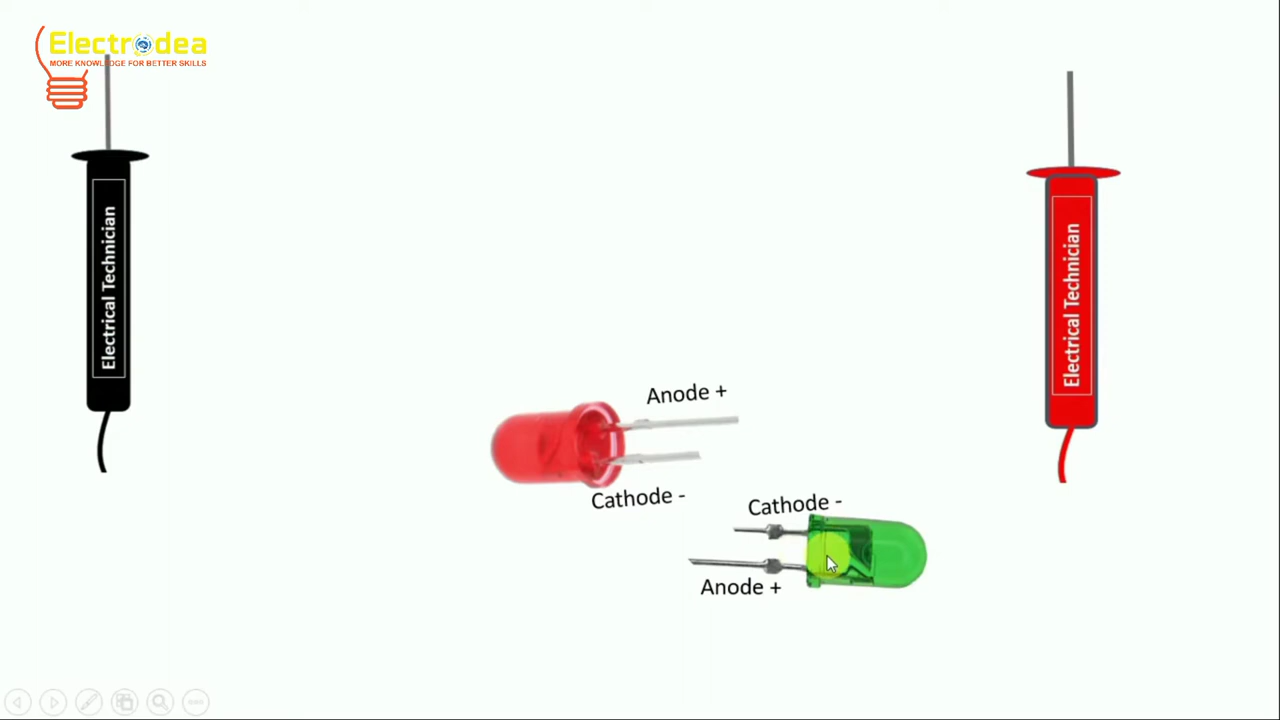 Electrodea
MORE KNOWLEDGE FOR BETTER SKILLS
Electrical Technician
Electrical Technician
Anode +
Cathode -
Cathode -
Anode +